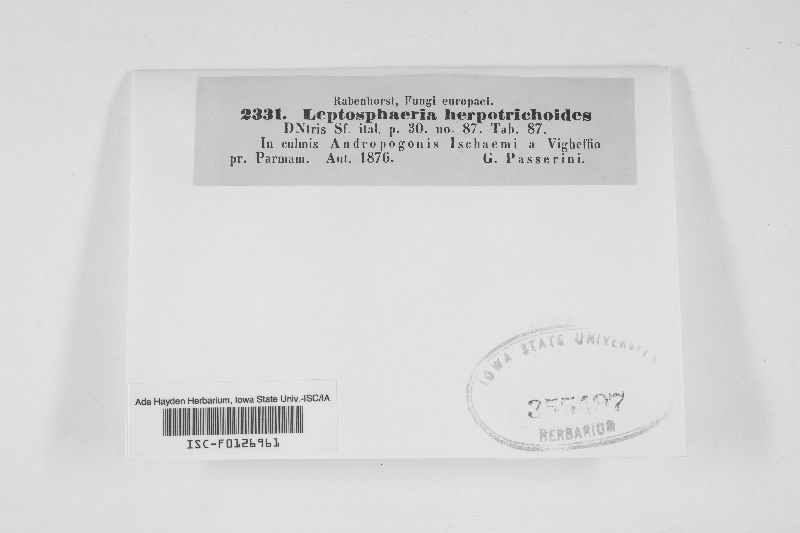 Rabenhorst, Fungi europaei.
2331. Leptosphaeria herpotrichoides
DNtris Sf. ital. p. 30. no. 87. Tab. 87.
In culmis Andropogonis Ischaemi a Vigheffio
pr. Parmam. Aut. 1876. G. Passerini.
IOWA STATE UNIVERSITY
355497
HERBARIUM
Ada Hayden Herbarium, Iowa State Univ.-ISC/IA
ISC-F0126961